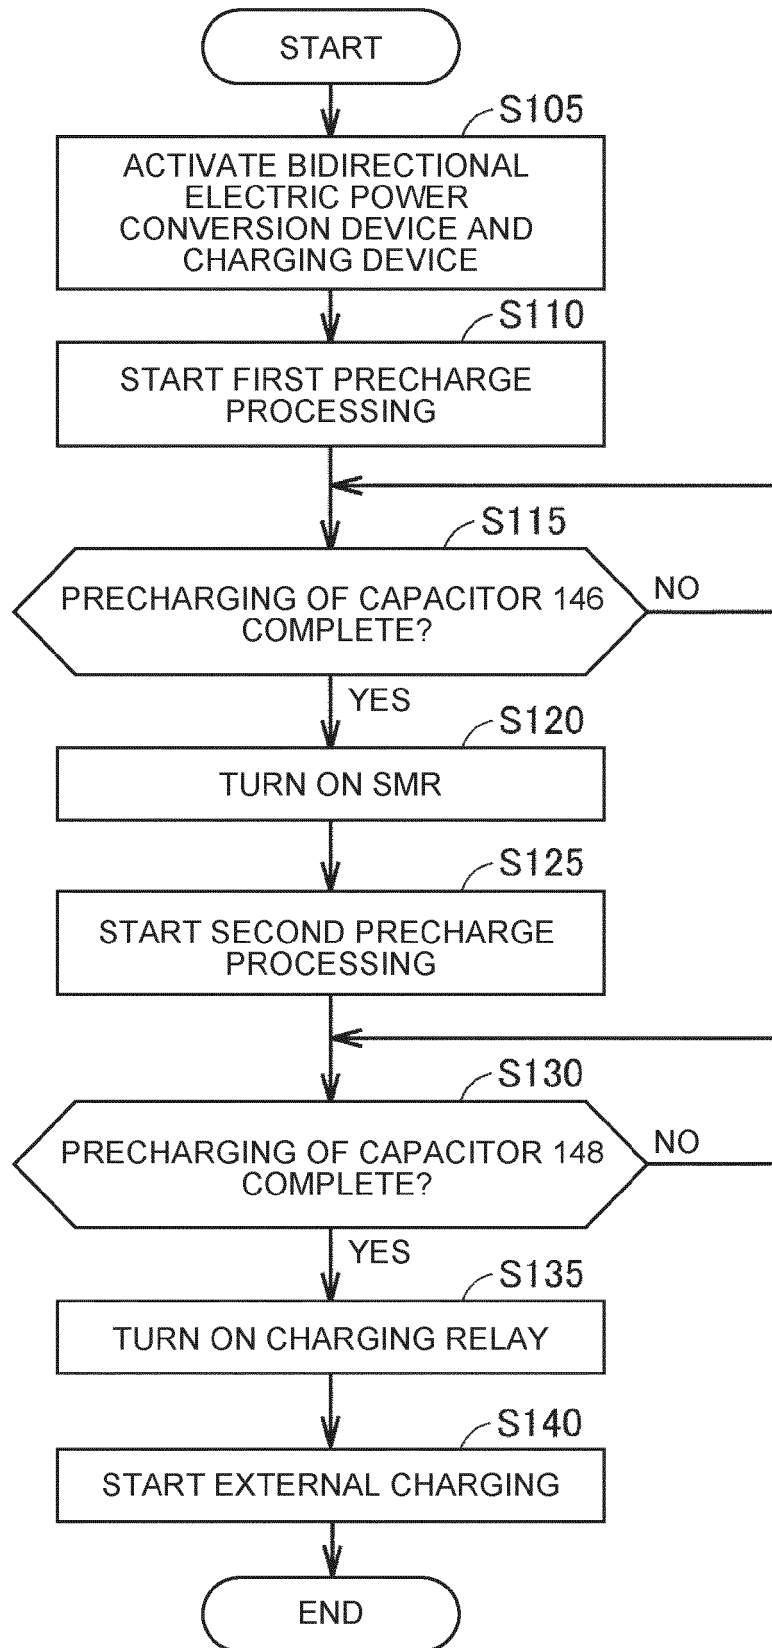 START
S105
ACTIVATE BIDIRECTIONAL
ELECTRIC POWER
CONVERSION DEVICE AND
CHARGING DEVICE
S110
START FIRST PRECHARGE
PROCESSING
S115
PRECHARGING OF CAPACITOR 146
COMPLETE?
NO
YES
S120
TURN ON SMR
S125
START SECOND PRECHARGE
PROCESSING
S130
PRECHARGING OF CAPACITOR 148
COMPLETE?
NO
YES
S135
TURN ON CHARGING RELAY
S140
START EXTERNAL CHARGING
END